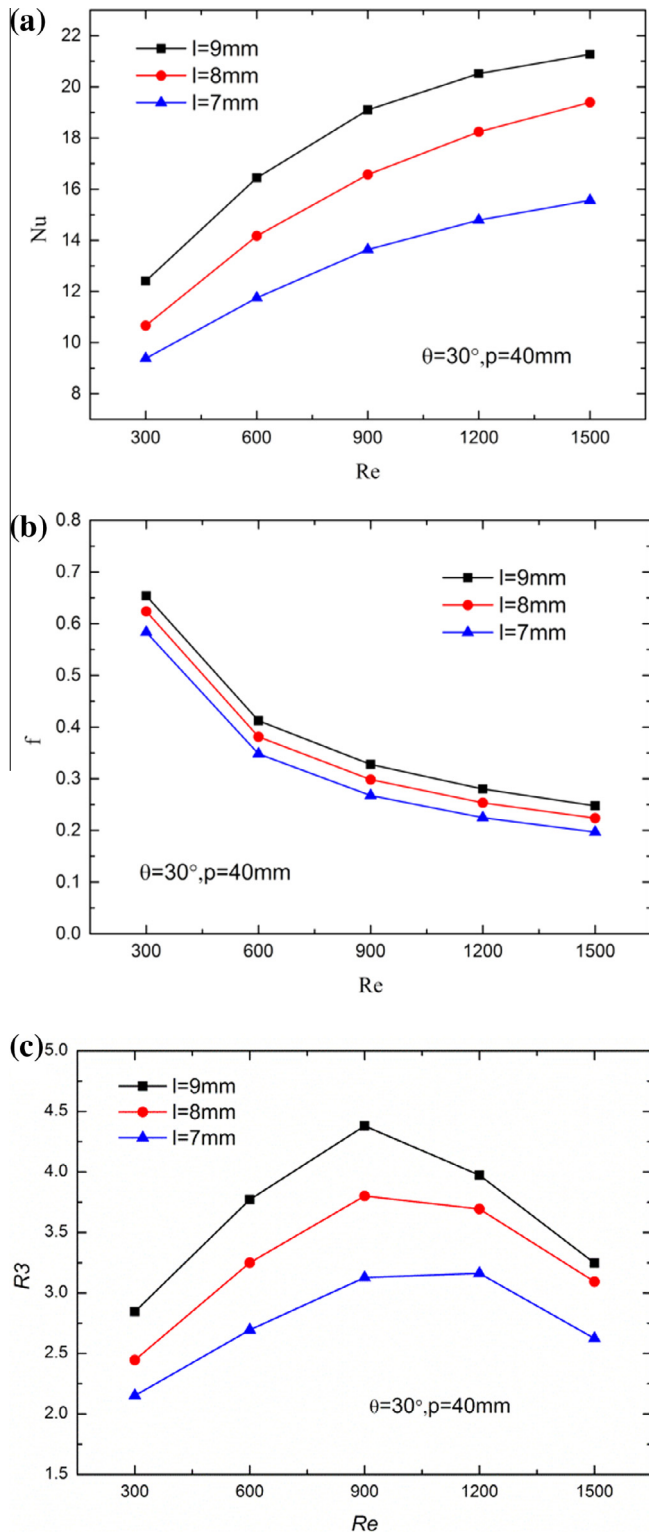 (a)
22
20
18
16
14
12
10
8
Nu
l=9mm
l=8mm
l=7mm
θ=30°,p=40mm
300 600 900 1200 1500
Re
(b)
0.8
0.7
0.6
0.5
0.4
0.3
0.2
0.1
0.0
f
l=9mm
l=8mm
l=7mm
θ=30°,p=40mm
300 600 900 1200 1500
Re
(c)
5.0
4.5
4.0
3.5
3.0
2.5
2.0
1.5
R3
l=9mm
l=8mm
l=7mm
θ=30°,p=40mm
300 600 900 1200 1500
Re